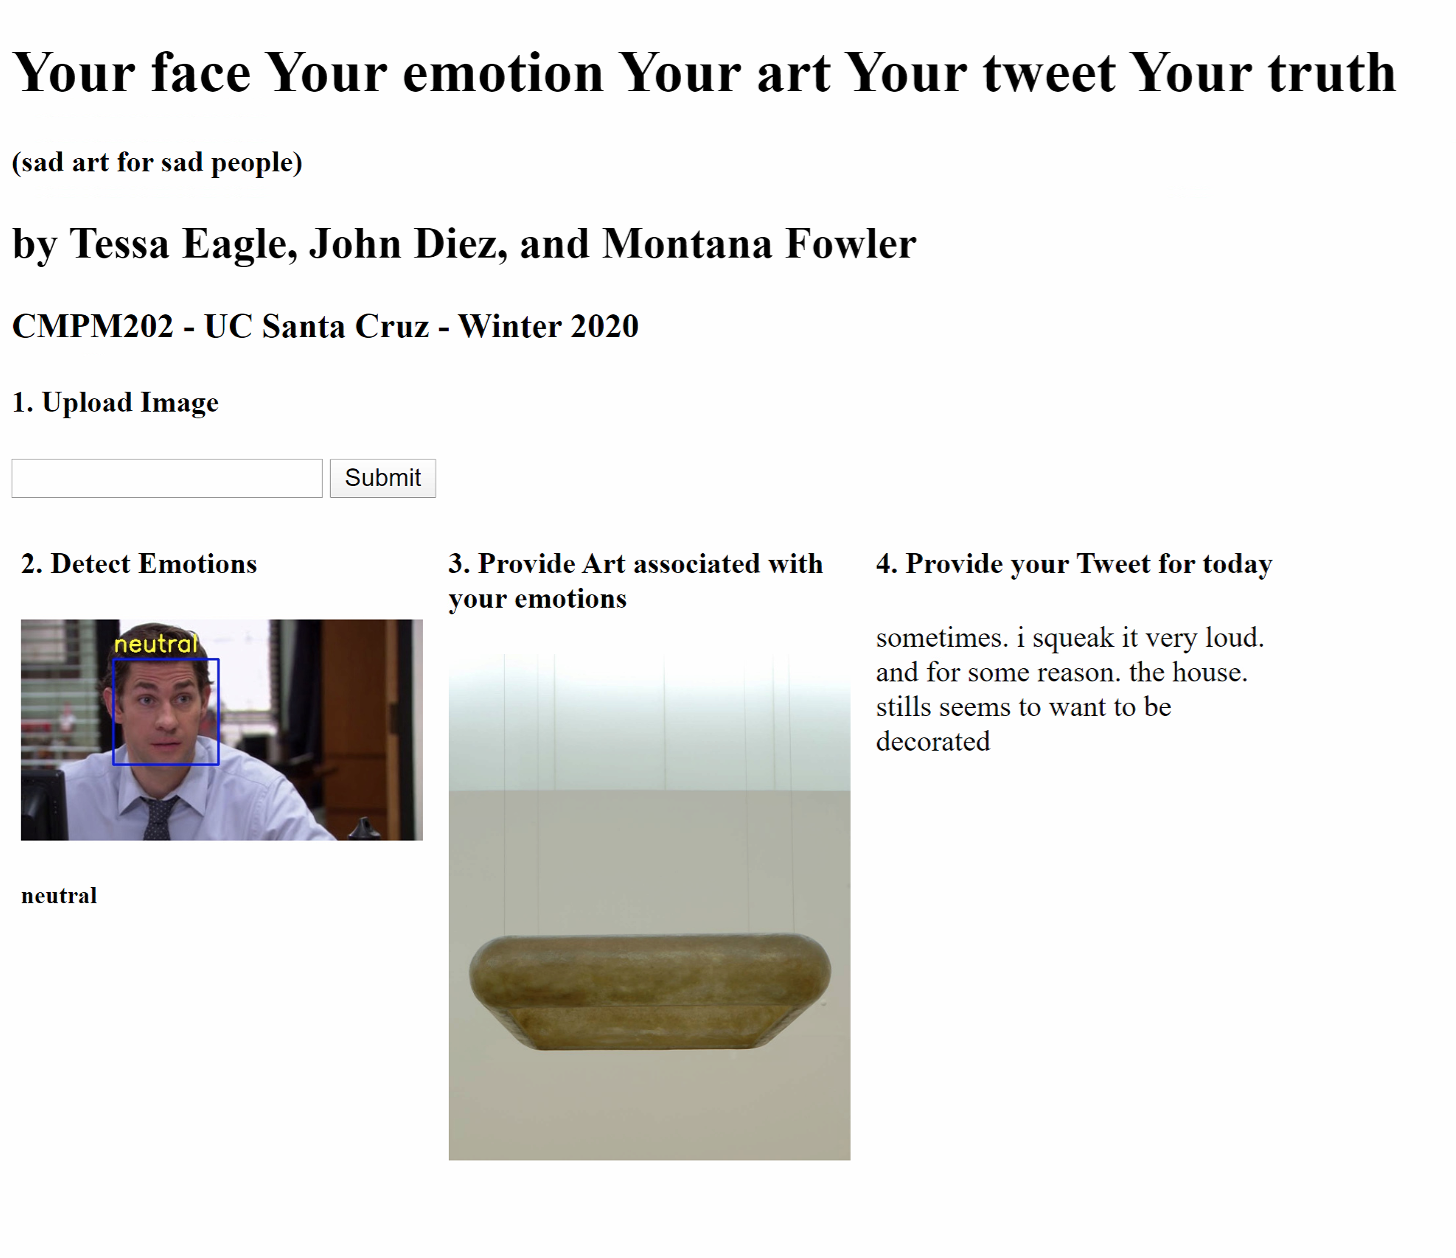 Your face Your emotion Your art Your tweet Your truth
(sad art for sad people)
by Tessa Eagle, John Diez, and Montana Fowler
CMPM202 - UC Santa Cruz - Winter 2020
1. Upload Image
Submit
2. Detect Emotions
neutral
neutral
3. Provide Art associated with
your emotions
4. Provide your Tweet for today
sometimes. i squeak it very loud.
and for some reason. the house.
stills seems to want to be
decorated